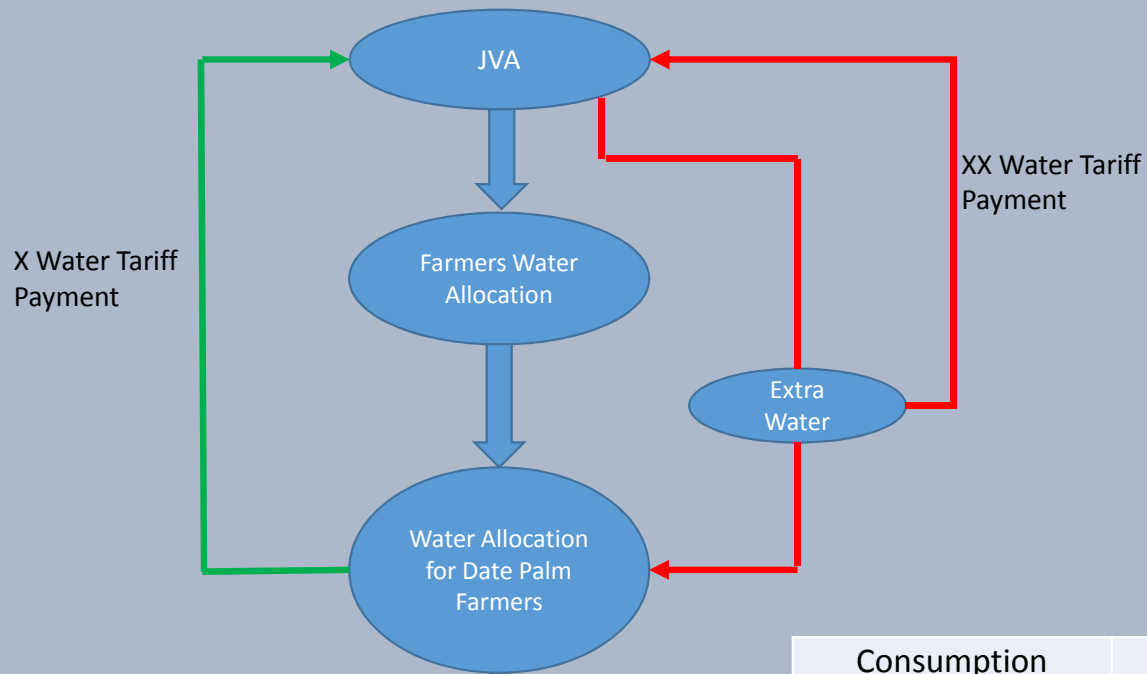 JVA
XX Water Tariff
Payment
X Water Tariff
Payment
Farmers Water
Allocation
Extra
Water
Water Allocation
for Date Palm
Farmers
Consumption